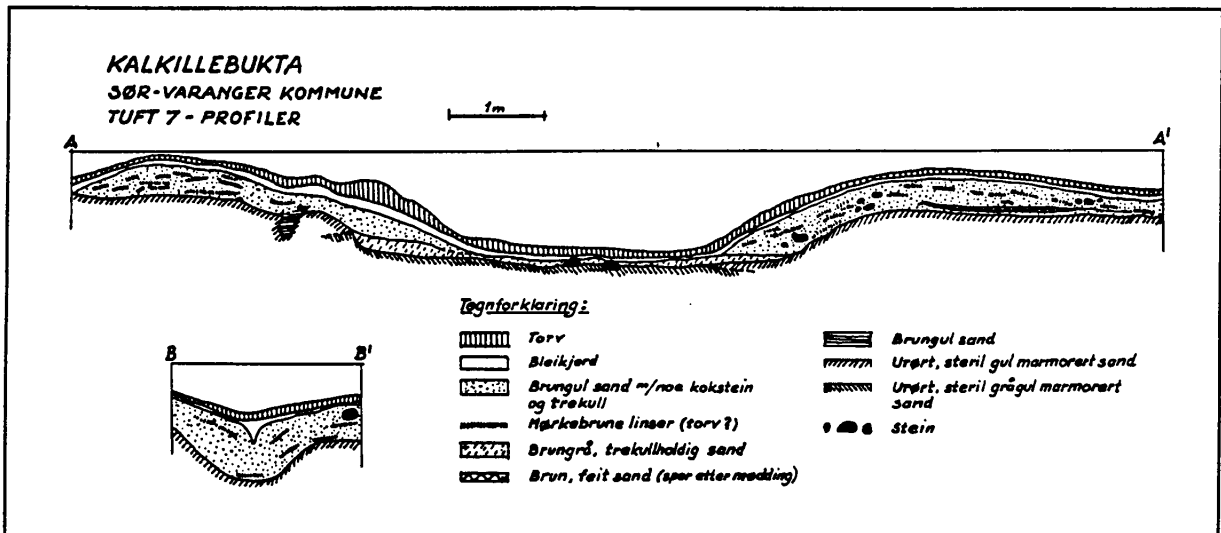 KALKILLEBUKTA
SØR-VARANGER KOMMUNE
TUFT 7 - PROFILER
1m
A
A'
B
B'
Tegnforklaring:
Torv
Bleikjord
Brungul sand m/noe kokstein
og trekull
Mørkebrune linser (torv?)
Brungrå, trekullholdig sand
Brun, feit sand (spor etter mødding)
Brungul sand
Urørt, steril gul marmorert sand
Urørt, steril grågul marmorert
sand
Stein